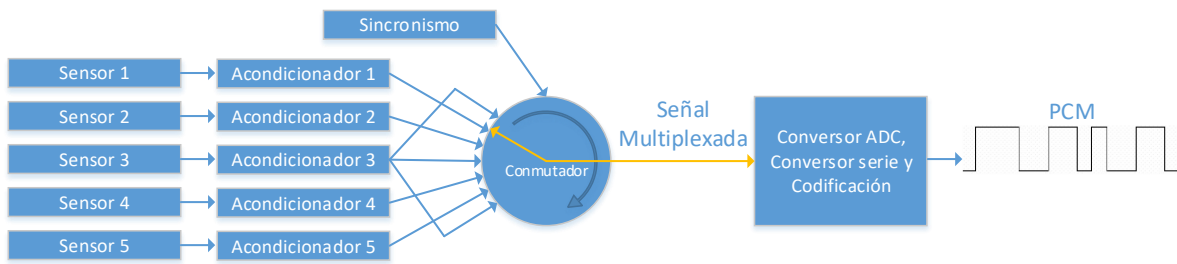 Sincronismo
Sensor 1
Acondicionador 1
Sensor 2
Acondicionador 2
Sensor 3
Acondicionador 3
Sensor 4
Acondicionador 4
Sensor 5
Acondicionador 5
Conmutador
Señal
Multiplexada
Conversor ADC,
Conversor serie y
Codificación
PCM